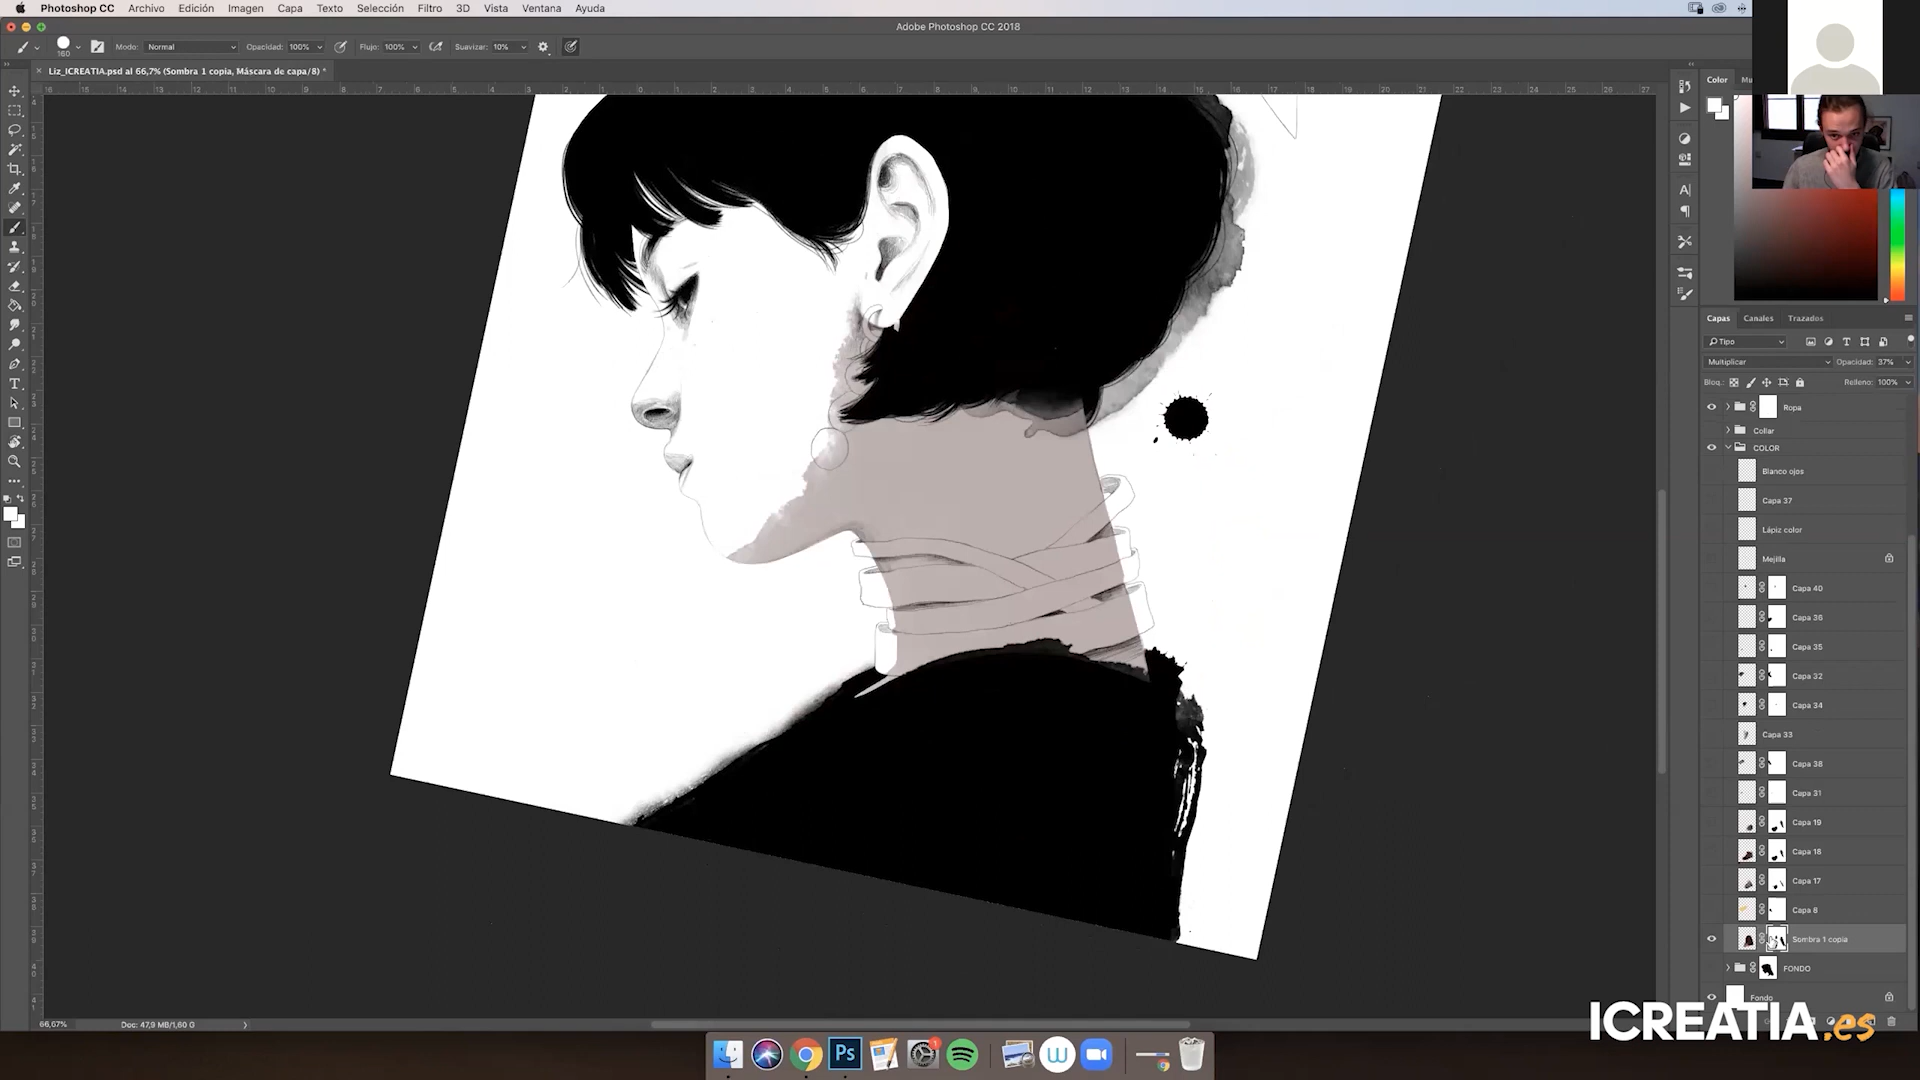 Photoshop CC Archivo Edición Imagen Capa Texto Selección Filtro 3D Vista Ventana Ayuda
Adobe Photoshop CC 2018
160 Modo: Normal Opacidad: 100% Flujo: 100% Suavizar: 10%
Liz_ICREATIA.psd al 66,7% (Sombra 1 copia, Máscara de capa/8) *
Color
Capas Canales Trazados
Tipo
Multiplicar Opacidad: 37%
Bloq.: Relleno: 100%
Ropa
Collar
COLOR
Blanco ojos
Capa 37
Lápiz color
Mejilla
Capa 40
Capa 36
Capa 35
Capa 32
Capa 34
Capa 33
Capa 38
Capa 31
Capa 19
Capa 18
Capa 17
Capa 8
Sombra 1 copia
FONDO
Fondo
66,67% Doc: 47,9 MB/1,60 G
ICREATIA.es